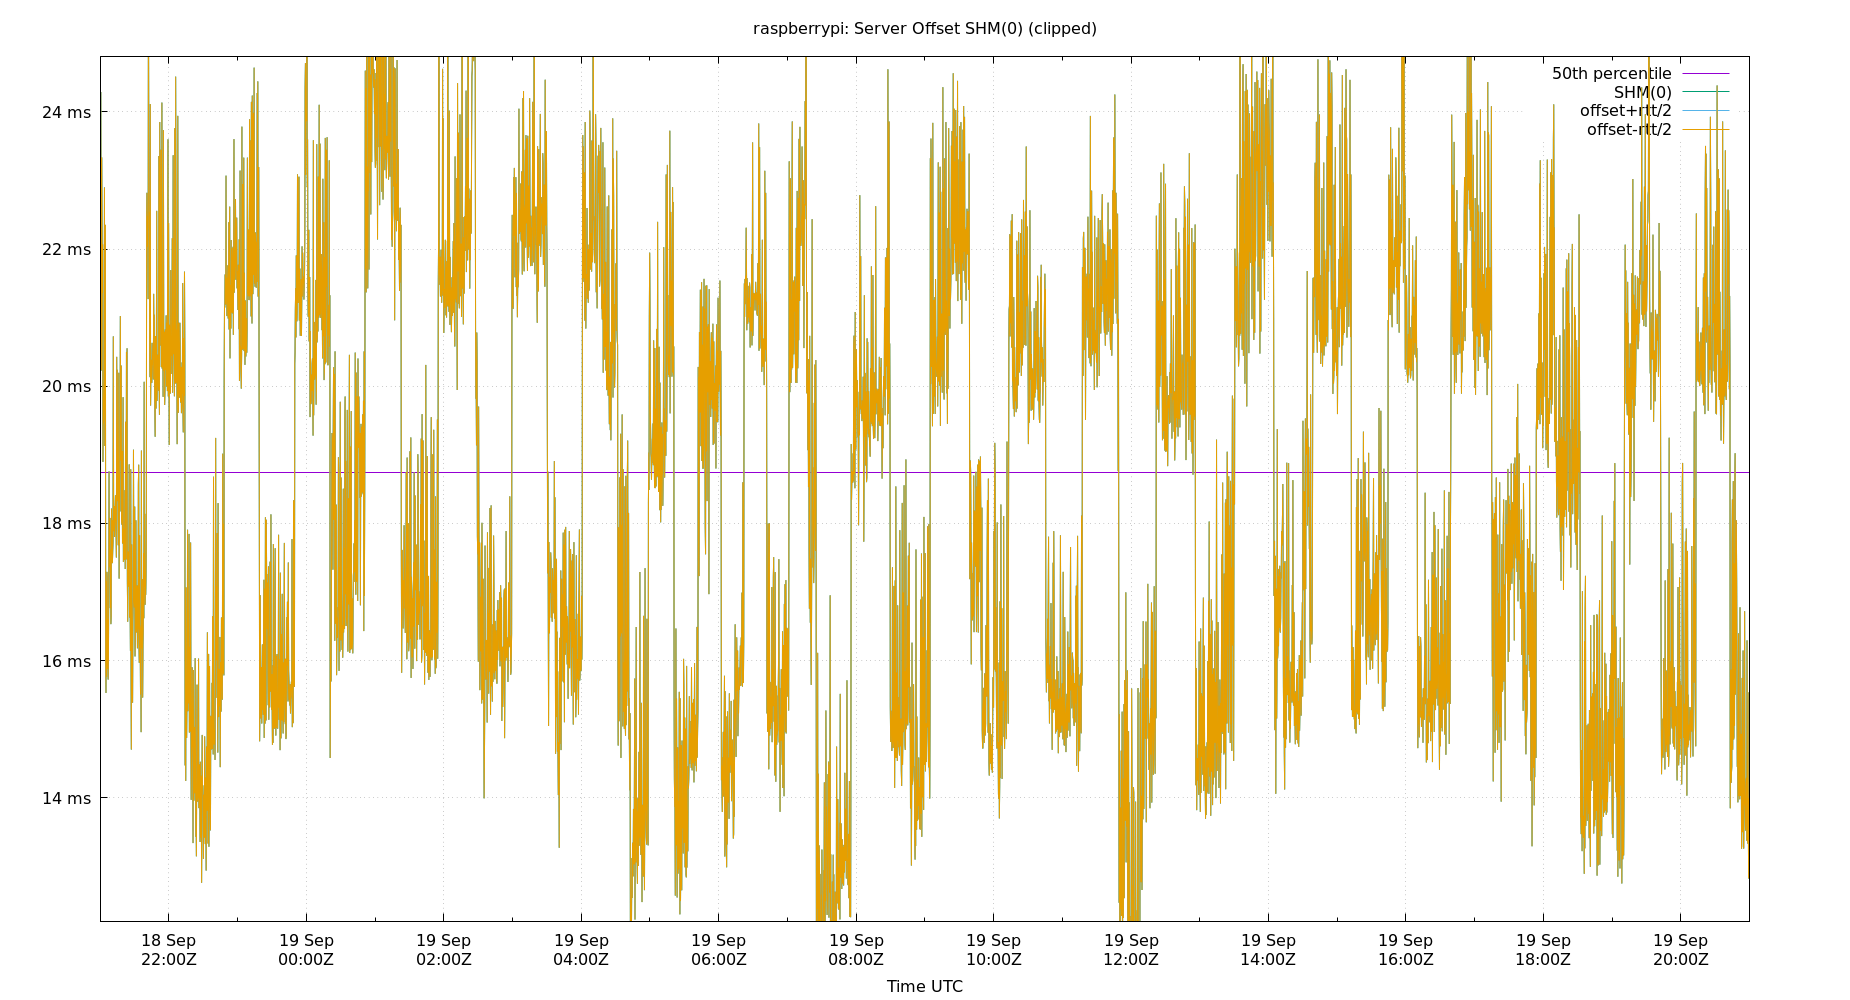 raspberrypi: Server Offset SHM(0) (clipped)
50th percentile
SHM(0)
offset+rtt/2
offset-rtt/2
24 ms
22 ms
20 ms
18 ms
16 ms
14 ms
18 Sep 19 Sep 19 Sep 19 Sep 19 Sep 19 Sep 19 Sep 19 Sep 19 Sep 19 Sep 19 Sep 19 Sep
22:00Z 00:00Z 02:00Z 04:00Z 06:00Z 08:00Z 10:00Z 12:00Z 14:00Z 16:00Z 18:00Z 20:00Z
Time UTC